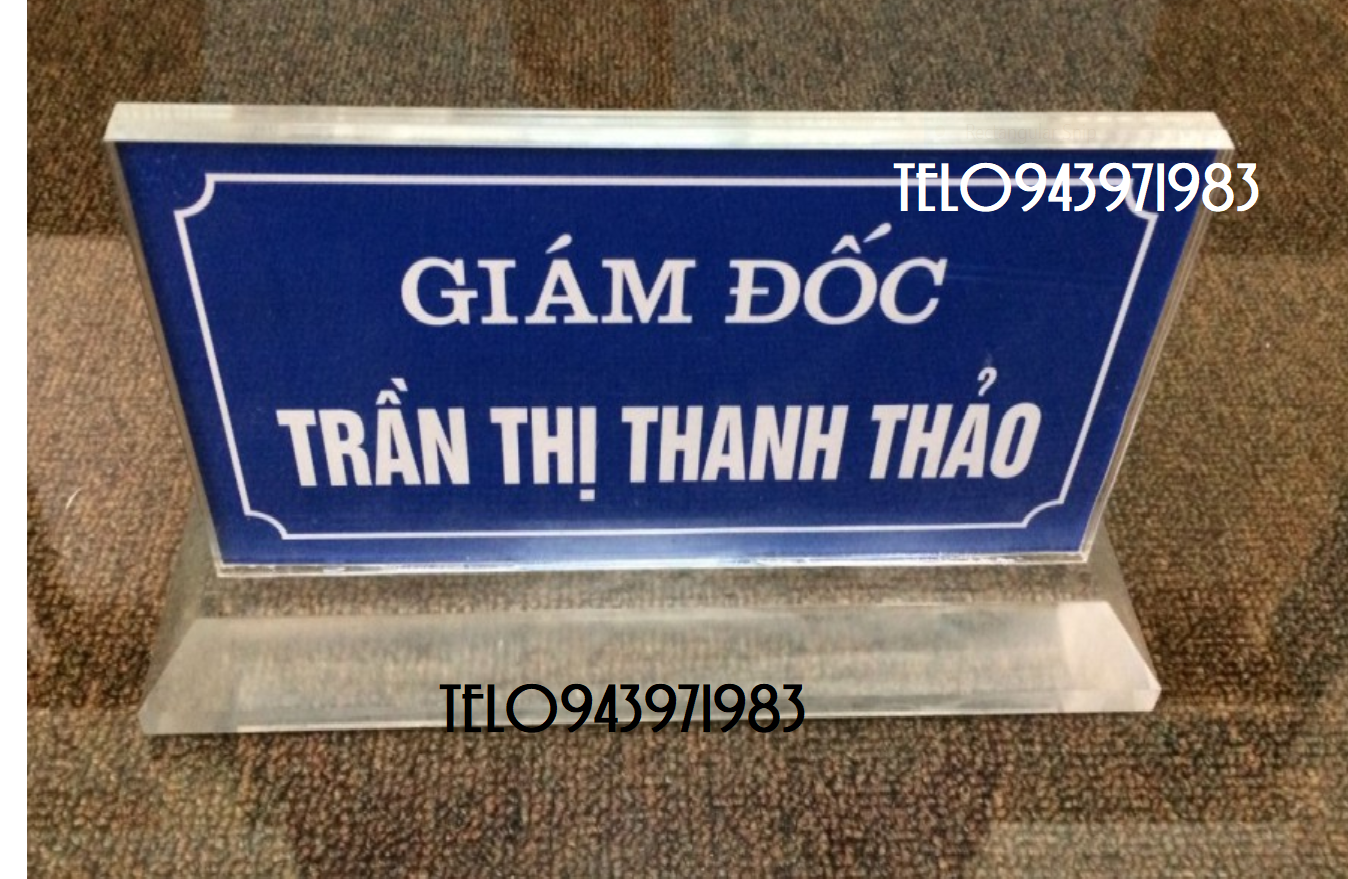 TEL0943971983
GIÁM ĐỐC
TRẦN THỊ THANH THẢO
TEL0943971983